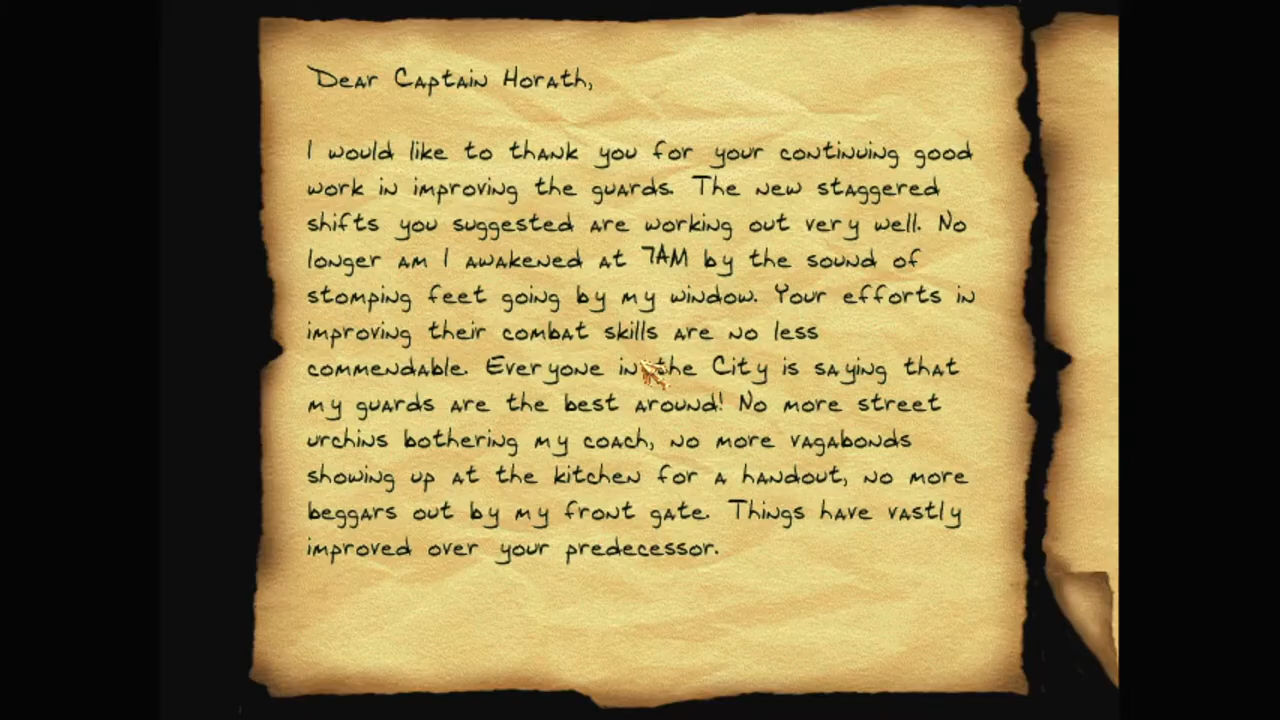 Dear Captain Horath,
I would like to thank you for your continuing good
work in improving the guards. The new staggered
shifts you suggested are working out very well. No
longer am I awakened at 7AM by the sound of
stomping feet going by my window. Your efforts in
improving their combat skills are no less
commendable. Everyone in the City is saying that
my guards are the best around! No more street
urchins bothering my coach, no more vagabonds
showing up at the kitchen for a handout, no more
beggars out by my front gate. Things have vastly
improved over your predecessor.